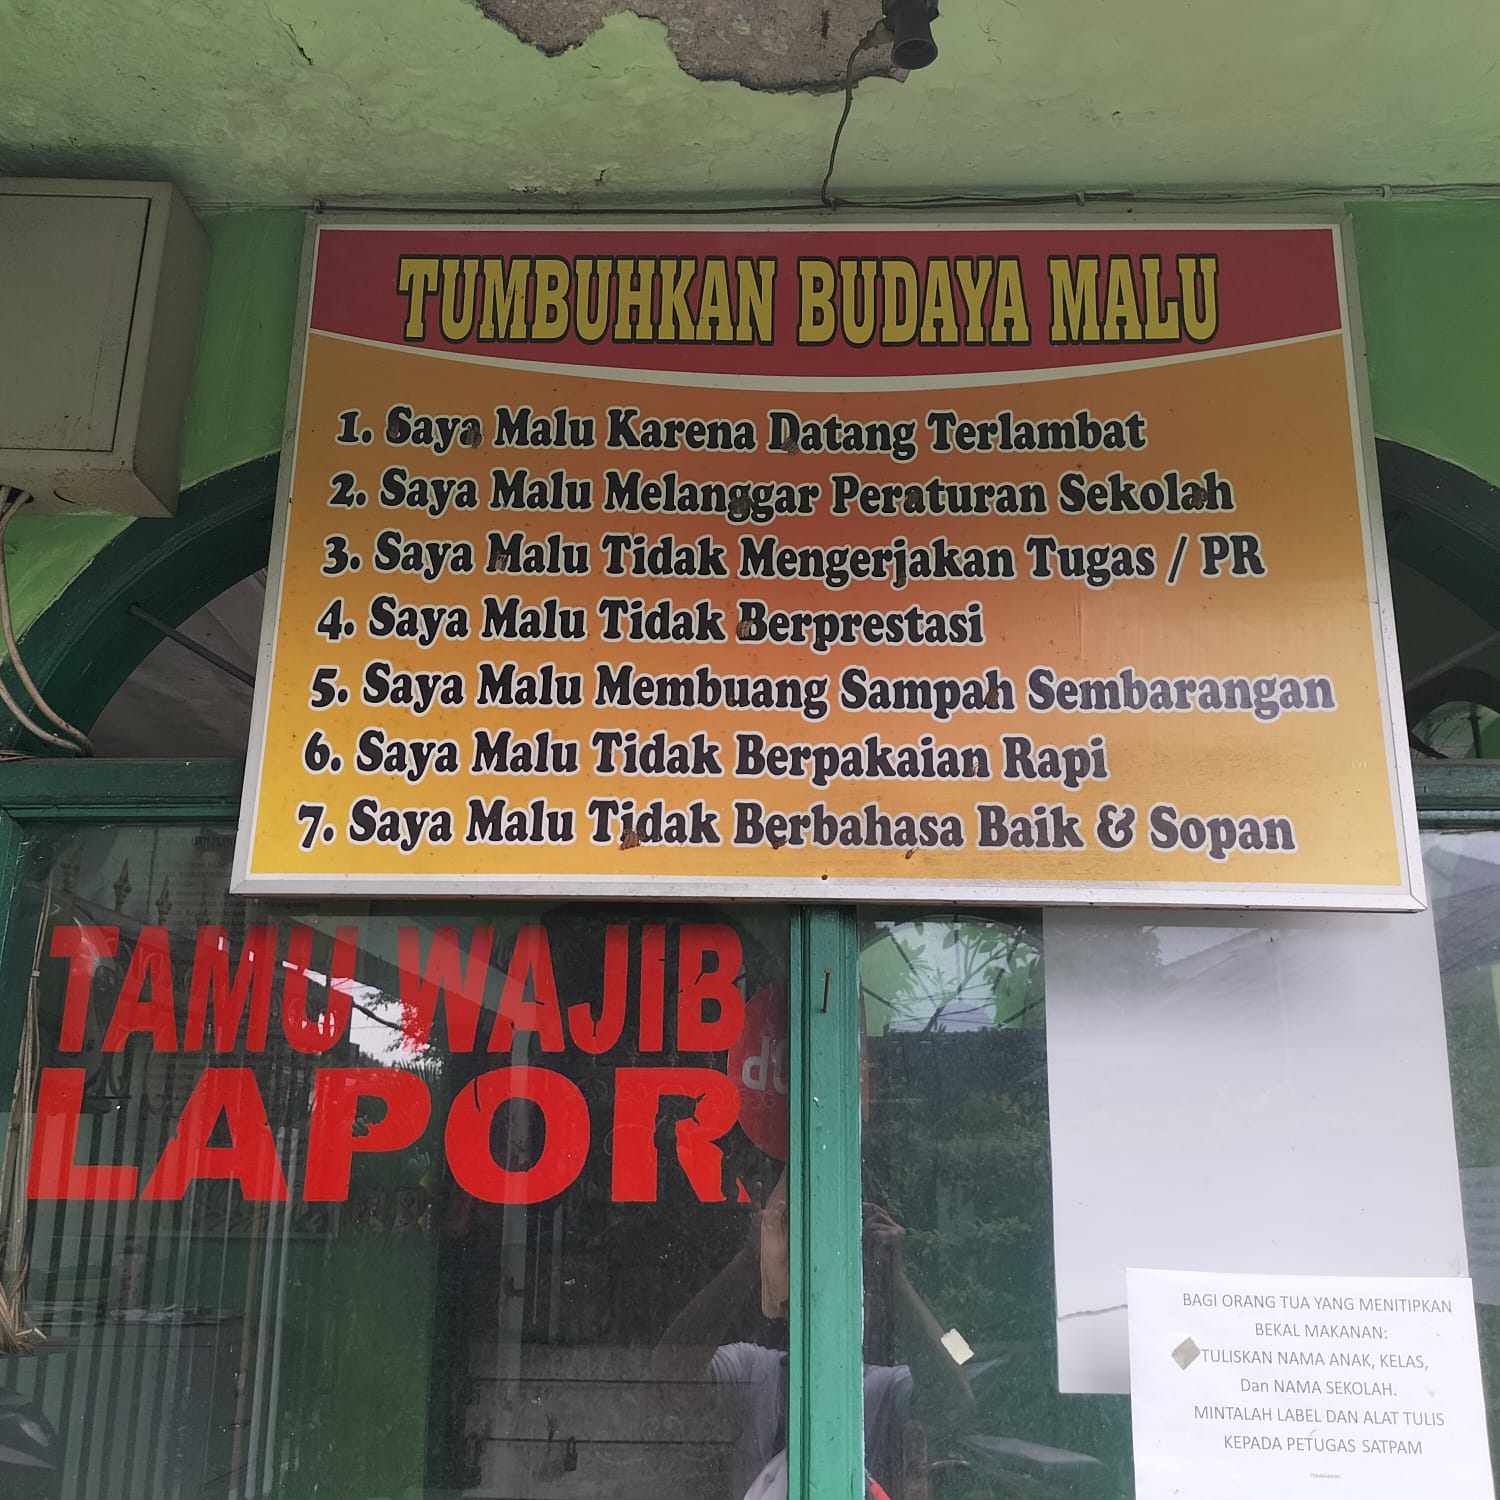 TUMBUHKAN BUDAYA MALU
1. Saya Malu Karena Datang Terlambat
2. Saya Malu Melanggar Peraturan Sekolah
3. Saya Malu Tidak Mengerjakan Tugas / PR
4. Saya Malu Tidak Berprestasi
5. Saya Malu Membuang Sampah Sembarangan
6. Saya Malu Tidak Berpakaian Rapi
7. Saya Malu Tidak Berbahasa Baik & Sopan
TAMU WAJIB
LAPOR
BAGI ORANG TUA YANG MENITIPKAN
BEKAL MAKANAN:
TULISKAN NAMA ANAK, KELAS,
Dan NAMA SEKOLAH.
MINTALAH LABEL DAN ALAT TULIS
KEPADA PETUGAS SATPAM